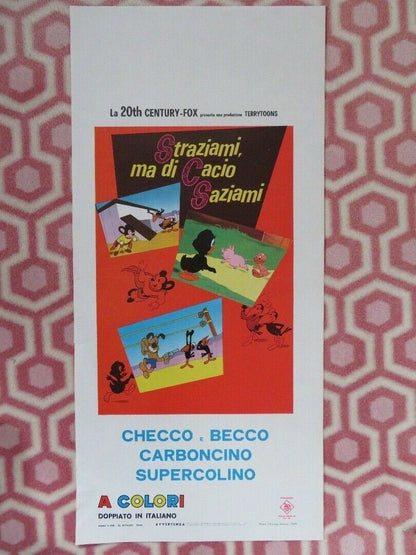 La 20th CENTURY-FOX presenta una produzione TERRYTOONS
Straziami,
ma di Cacio
Saziami
CHECCO E BECCO
CARBONCINO
SUPERCOLINO
A COLORI
DOPPIATO IN ITALIANO
AVVERTENZA